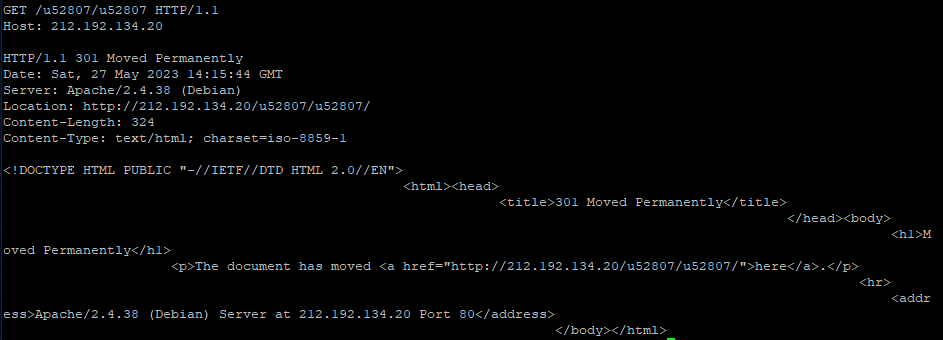 GET /u52807/u52807 HTTP/1.1
Host: 212.192.134.20
HTTP/1.1 301 Moved Permanently
Date: Sat, 27 May 2023 14:15:44 GMT
Server: Apache/2.4.38 (Debian)
Location: http://212.192.134.20/u52807/u52807/
Content-Length: 324
Content-Type: text/html; charset=iso-8859-1
<!DOCTYPE HTML PUBLIC "-//IETF//DTD HTML 2.0//EN">
<html><head>
<title>301 Moved Permanently</title>
</head><body>
<h1>M
oved Permanently</h1>
<p>The document has moved <a href="http://212.192.134.20/u52807/u52807/">here</a>.</p>
<hr>
<addr
ess>Apache/2.4.38 (Debian) Server at 212.192.134.20 Port 80</address>
</body></html>